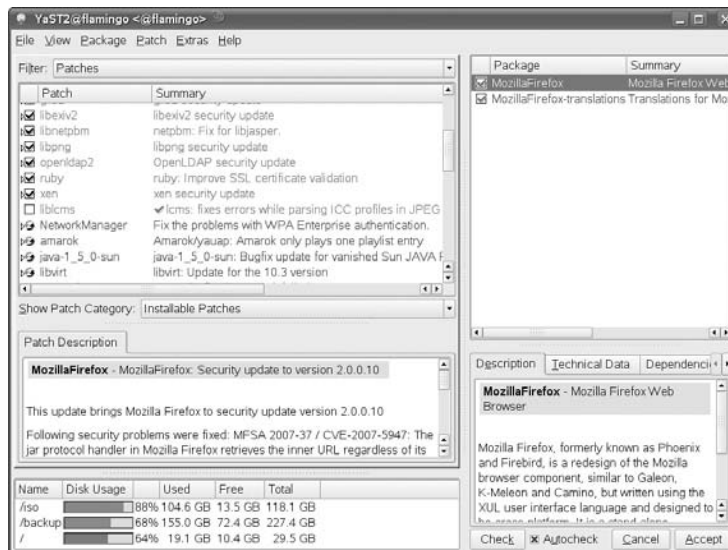 YaST2@flamingo <@flamingo>
File View Package Patch Extras Help
Filter: Patches
Patch Summary
libexiv2 libexiv2 security update
libnetpbm netpbm: Fix for libjasper.
libpng libpng security update
openldap2 OpenLDAP security update
ruby ruby: Improve SSL certificate validation
xen xen security update
liblcms ✔lcms: fixes errors while parsing ICC profiles in JPEG
NetworkManager Fix the problems with WPA Enterprise authentication.
amarok Amarok/yauap: Amarok only plays one playlist entry
java-1_5_0-sun java-1_5_0-sun: Bugfix update for vanished Sun JAVA
libvirt libvirt: Update for the 10.3 version
Show Patch Category: Installable Patches
Patch Description
MozillaFirefox - MozillaFirefox: Security update to version 2.0.0.10
This update brings Mozilla Firefox to security update version 2.0.0.10
Following security problems were fixed: MFSA 2007-37 / CVE-2007-5947: The
jar protocol handler in Mozilla Firefox retrieves the inner URL regardless of its
Name Disk Usage Used Free Total
/iso 88% 104.6 GB 13.5 GB 118.1 GB
/backup 68% 155.0 GB 72.4 GB 227.4 GB
/ 64% 19.1 GB 10.4 GB 29.5 GB
Package Summary
MozillaFirefox Mozilla Firefox Web
MozillaFirefox-translations Translations for Mo
Description Technical Data Dependenci
MozillaFirefox - Mozilla Firefox Web
Browser
Mozilla Firefox, formerly known as Phoenix
and Firebird, is a redesign of the Mozilla
browser component, similar to Galeon,
K-Meleon and Camino, but written using the
XUL user interface language and designed to
Check Autocheck Cancel Accept